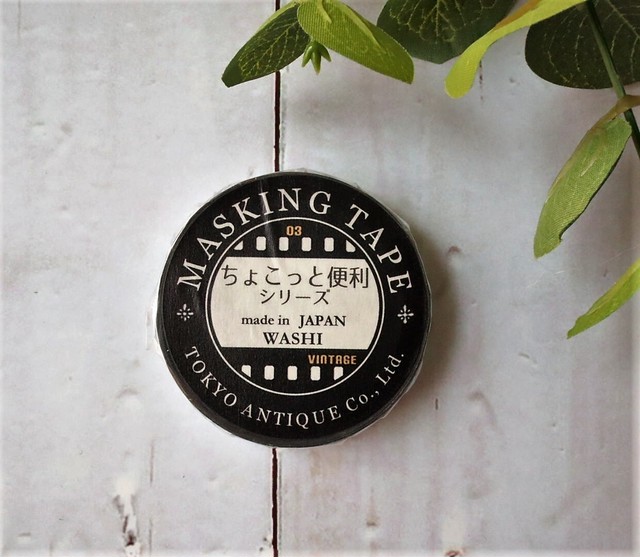 MASKING TAPE
03
ちょこっと便利
シリーズ
made in JAPAN
WASHI
VINTAGE
TOKYO ANTIQUE Co., Ltd.